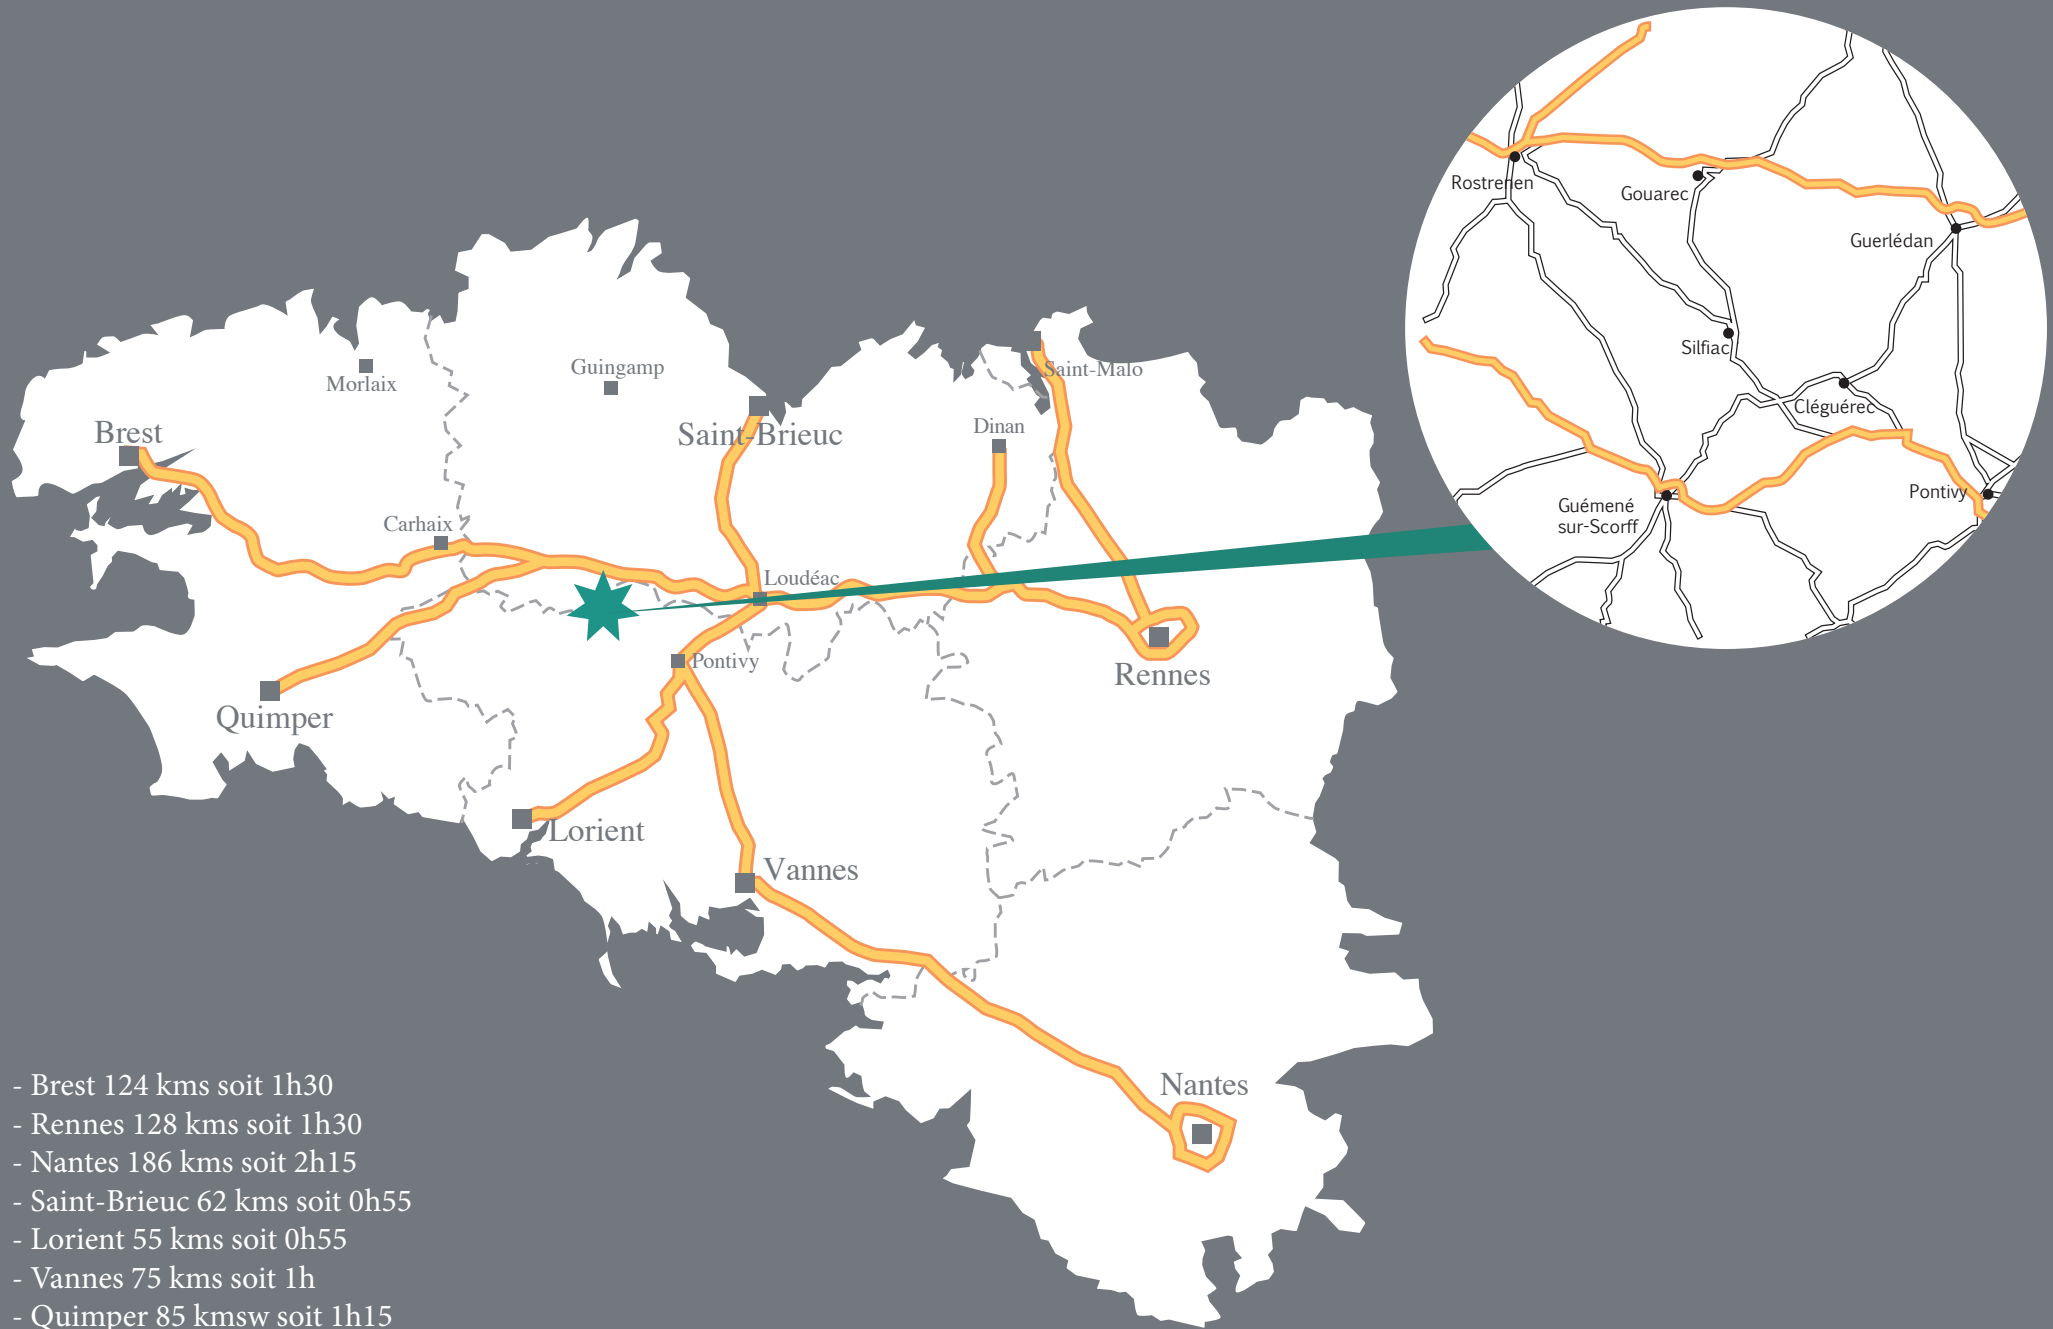 Rostrenen
Gouarec
Guerlédan
Silfiac
Cléguérec
Pontivy
Guémené
sur-Scorff
Morlaix
Guingamp
Saint-Malo
Brest
Saint-Brieuc
Dinan
Carhaix
Loudéac
Pontivy
Rennes
Quimper
Lorient
Vannes
Nantes
- Brest 124 kms soit 1h30
- Rennes 128 kms soit 1h30
- Nantes 186 kms soit 2h15
- Saint-Brieuc 62 kms soit 0h55
- Lorient 55 kms soit 0h55
- Vannes 75 kms soit 1h
- Quimper 85 kmsw soit 1h15